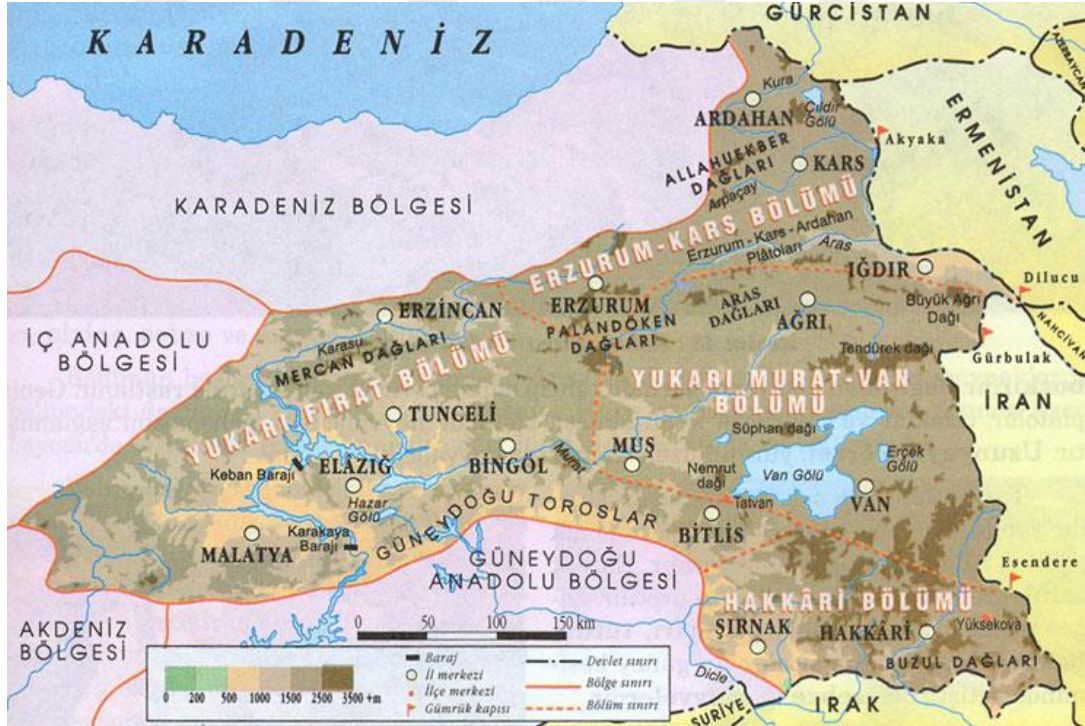 GÜRCİSTAN
KARADENİZ
AZERBAYCAN
Kura
ARDAHAN
Çıldır
Gölü
ERMENİSTAN
Akyaka
ALLAHUEKBER
DAĞLARI
KARS
Arpaçay
KARADENİZ BÖLGESİ
ERZURUM-KARS BÖLÜMÜ
Erzurum - Kars - Ardahan
Plâtoları
Aras
IĞDIR
Dilucu
ERZİNCAN
ERZURUM
ARAS
DAĞLARI
AĞRI
Büyük Ağrı
Dağı
NAHCİVAN
İÇ ANADOLU
BÖLGESİ
Karasu
MERCAN DAĞLARI
PALANDÖKEN
DAĞLARI
Tendürek dağı
Gürbulak
YUKARI FIRAT BÖLÜMÜ
YUKARI MURAT-VAN
BÖLÜMÜ
İRAN
TUNCELİ
Süphan dağı
Keban Barajı
ELAZIĞ
BİNGÖL
Murat
MUŞ
Nemrut
dağı
Van Gölü
Erçek
Gölü
Hazar
Gölü
Tatvan
VAN
GÜNEYDOĞU TOROSLAR
BİTLİS
Karakaya
Barajı
MALATYA
GÜNEYDOĞU
ANADOLU BÖLGESİ
Esendere
HAKKÂRİ BÖLÜMÜ
AKDENİZ
BÖLGESİ
ŞIRNAK
HAKKÂRİ
Yüksekova
BUZUL DAĞLARI
Dicle
SURİYE
IRAK
0 50 100 150 km
0 200 500 1000 1500 2500 3500 +m
Baraj
İl merkezi
İlçe merkezi
Gümrük kapısı
Devlet sınırı
Bölge sınırı
Bölüm sınırı